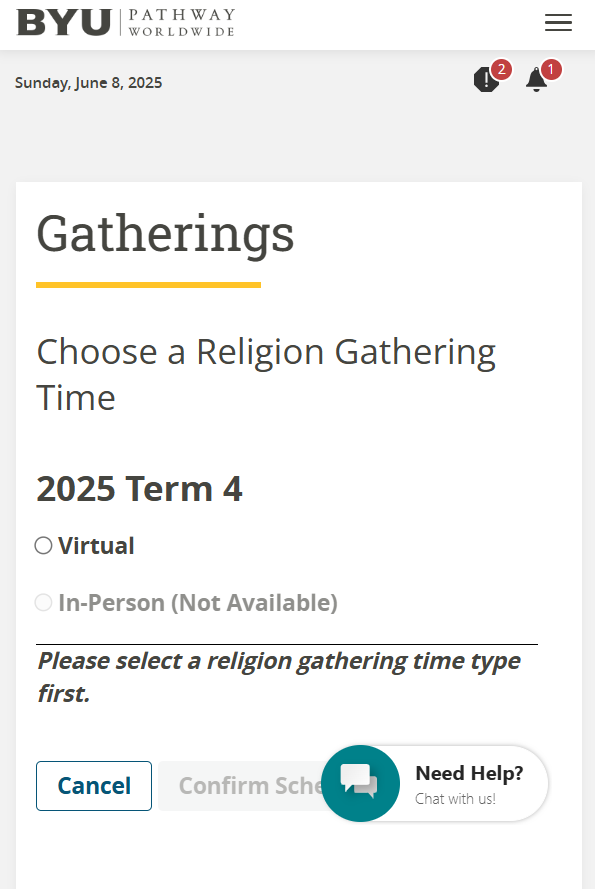 BYU PATHWAY
WORLDWIDE
Sunday, June 8, 2025
2
1
Gatherings
Choose a Religion Gathering
Time
2025 Term 4
Virtual
In-Person (Not Available)
Please select a religion gathering time type
first.
Cancel
Confirm Sche
Need Help?
Chat with us!